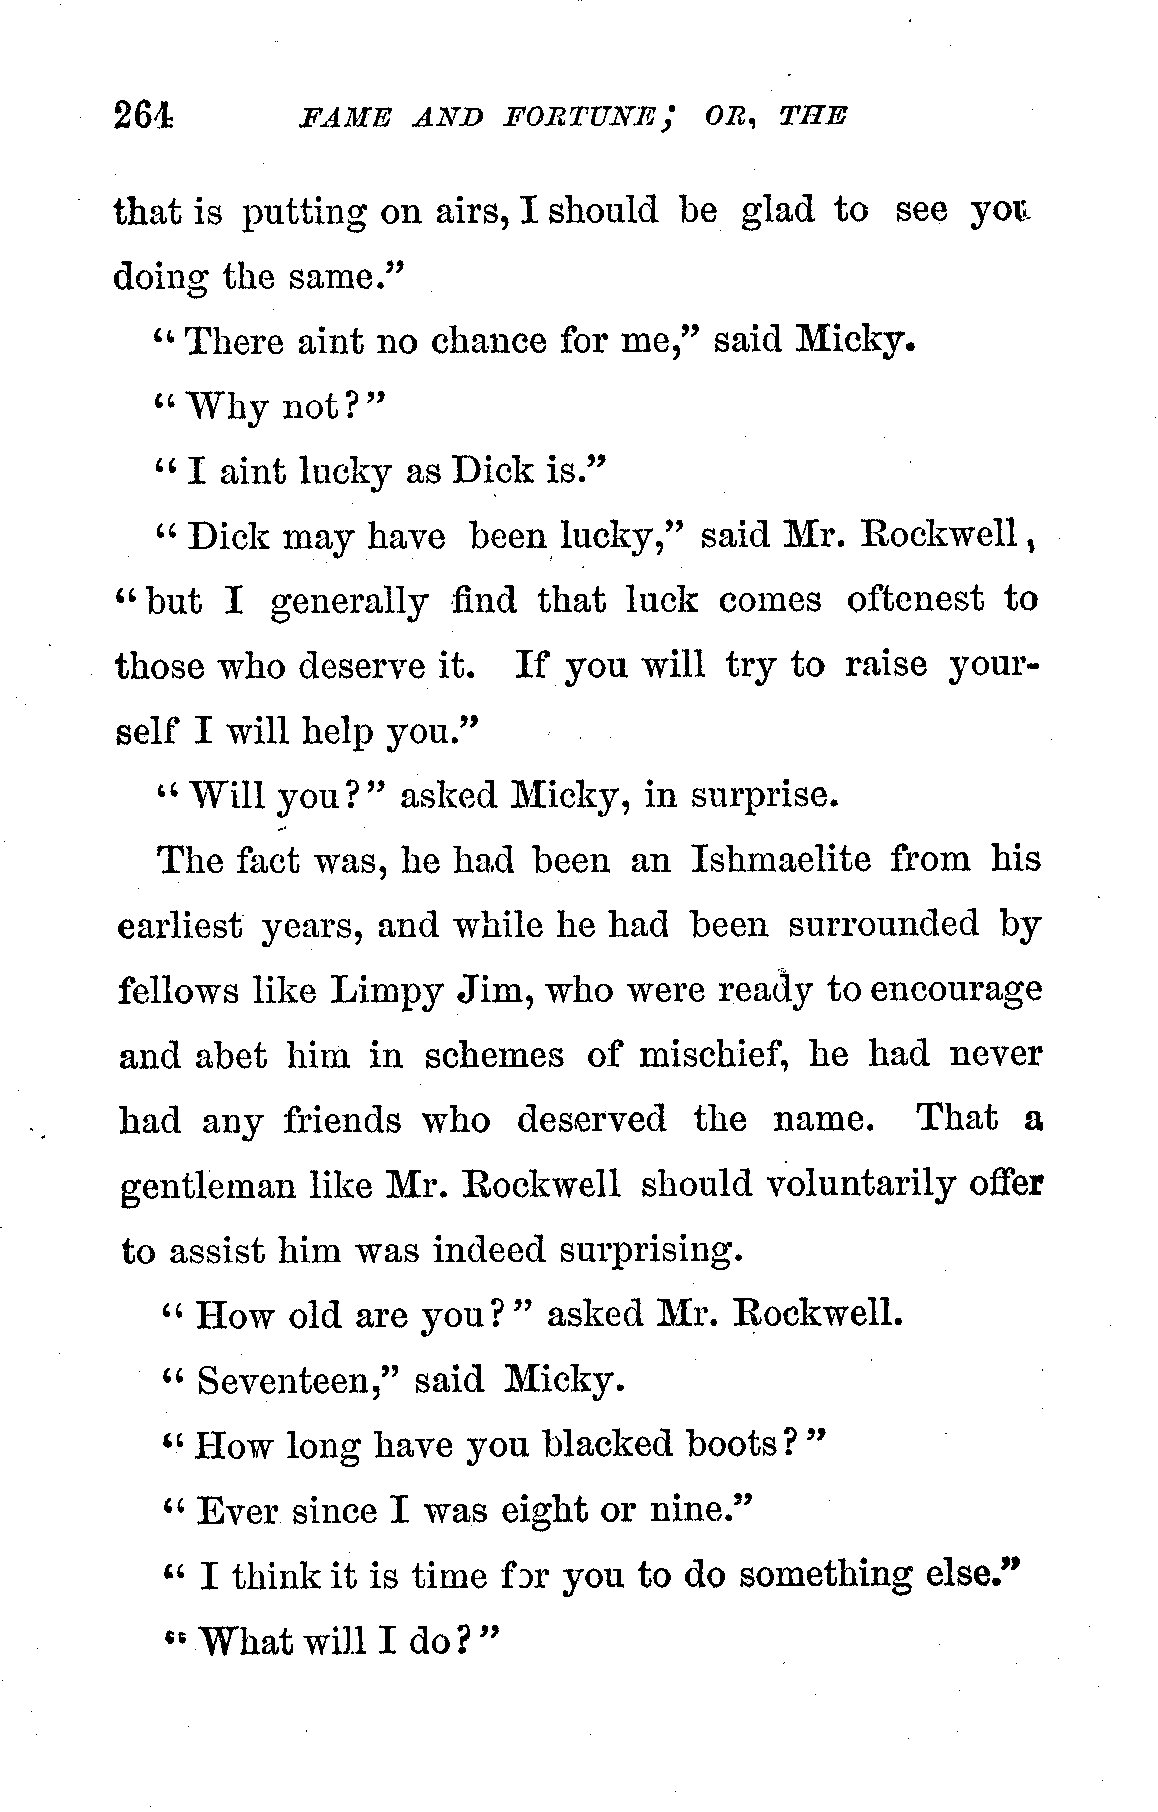 264 FAME AND FORTUNE; OR, THE
that is putting on airs, I should be glad to see you
doing the same.”
“ There aint no chance for me,” said Micky.
“ Why not?”
“ I aint lucky as Dick is.”
“ Dick may have been lucky,” said Mr. Rockwell,
“ but I generally find that luck comes oftenest to
those who deserve it. If you will try to raise your-
self I will help you.”
“ Will you?” asked Micky, in surprise.
The fact was, he had been an Ishmaelite from his
earliest years, and while he had been surrounded by
fellows like Limpy Jim, who were ready to encourage
and abet him in schemes of mischief, he had never
had any friends who deserved the name. That a
gentleman like Mr. Rockwell should voluntarily offer
to assist him was indeed surprising.
“ How old are you?” asked Mr. Rockwell.
“ Seventeen,” said Micky.
“ How long have you blacked boots?”
“ Ever since I was eight or nine.”
“ I think it is time for you to do something else.”
“ What will I do?”